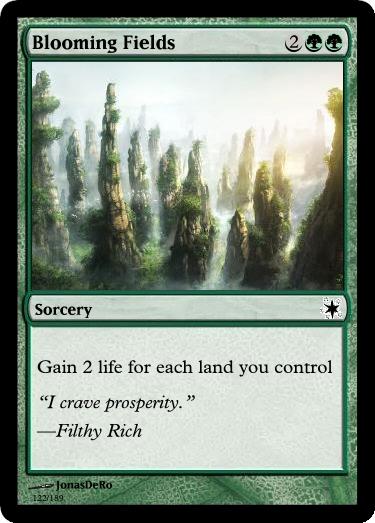 Blooming Fields 2
Sorcery
Gain 2 life for each land you control
“I crave prosperity.”
—Filthy Rich
JonasDeRo
122/189